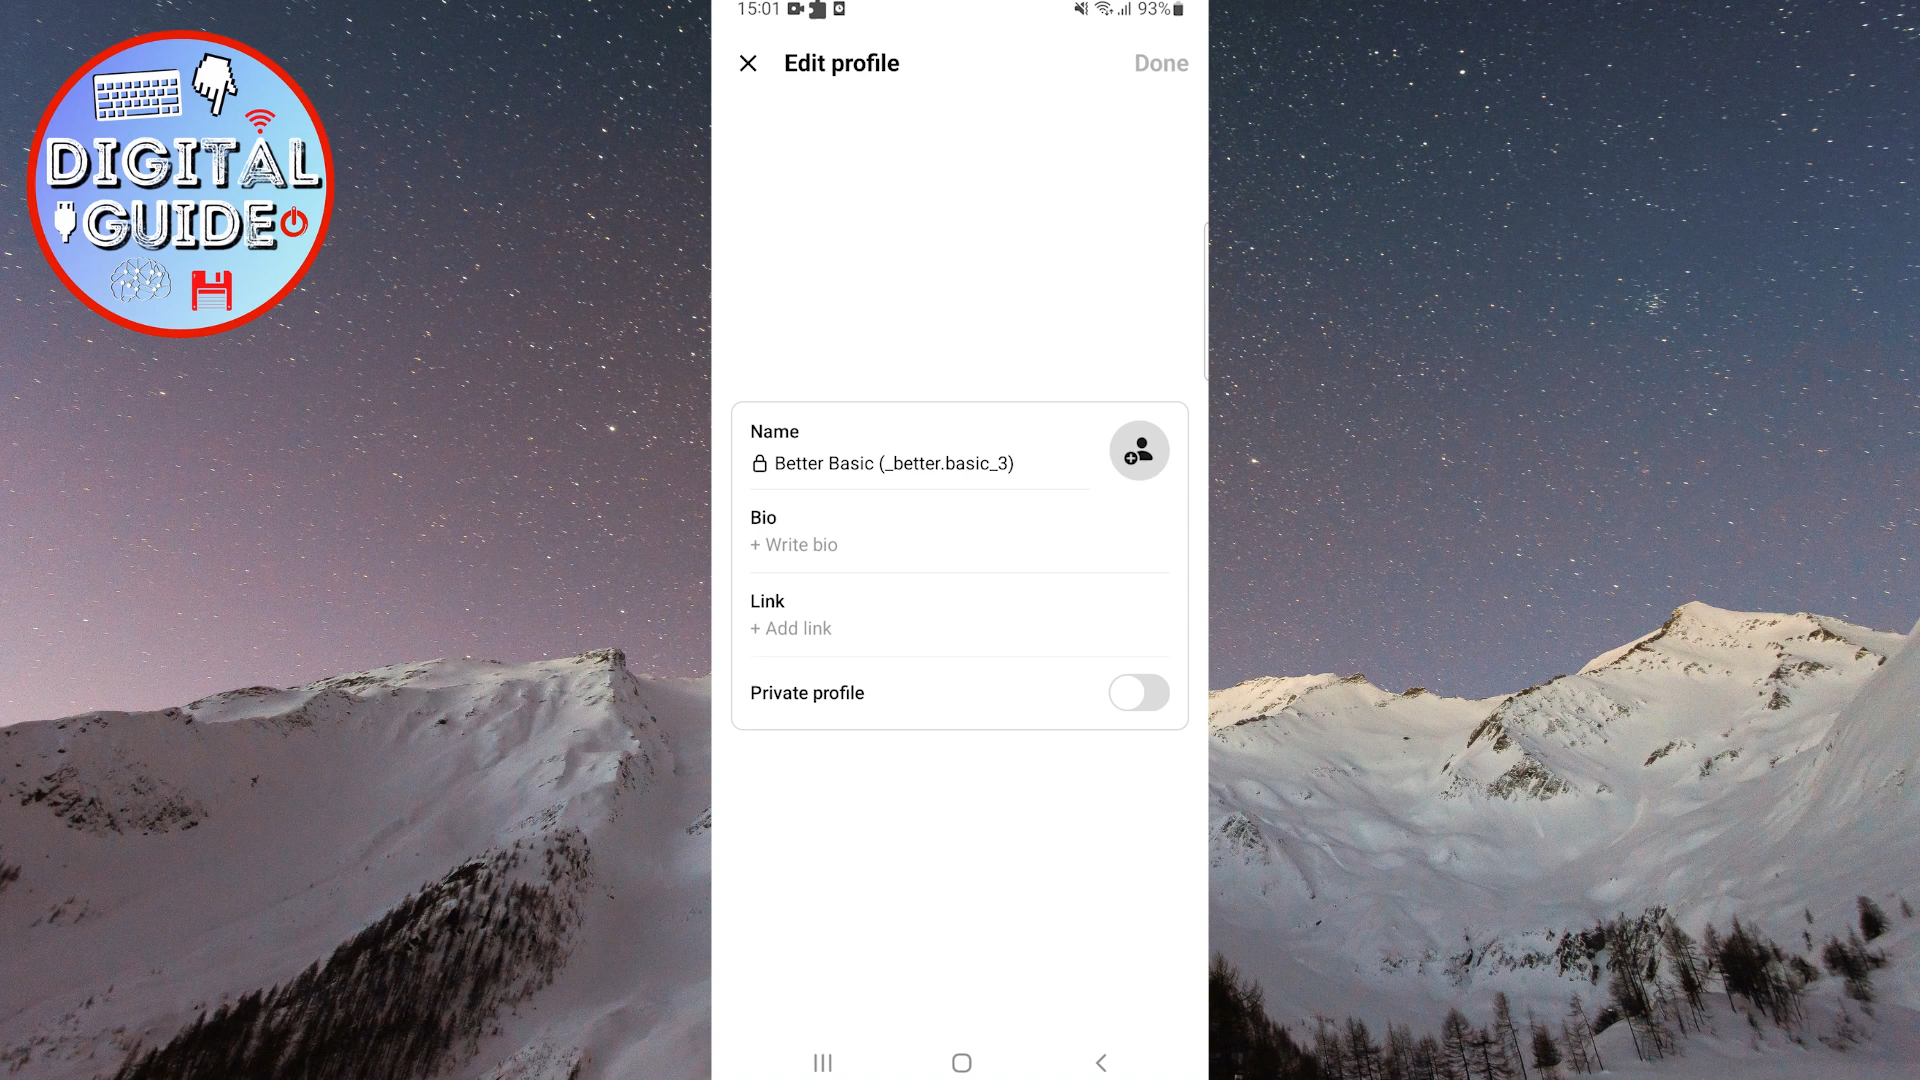 DIGITAL
GUIDE
15:01
93%
Edit profile
Done
Name
Better Basic (_better.basic_3)
Bio
+ Write bio
Link
+ Add link
Private profile